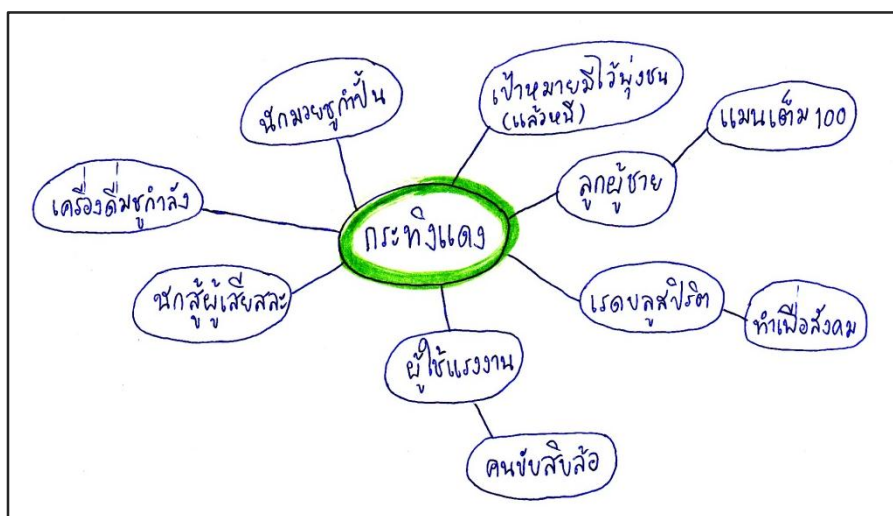 นักมวยชูกำปั้น
เป้าหมายมีไว้พุ่งชน
(แล้วหนี)
แมนเต็ม 100
ลูกผู้ชาย
เครื่องดื่มชูกำลัง
กระทิงแดง
นักสู้ผู้เสียสละ
เรดบลูสปิริต
ทำเพื่อสังคม
ผู้ใช้แรงงาน
คนขับสิบล้อ